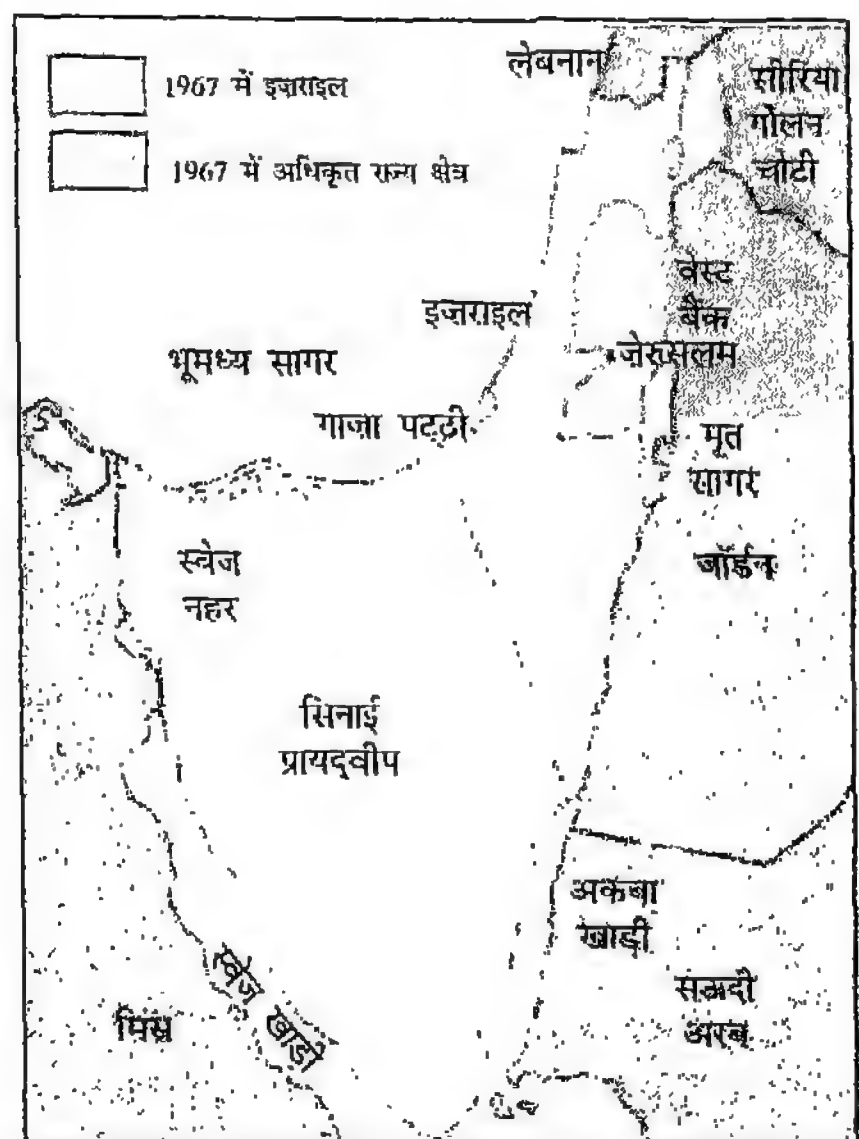 लेबनान
सीरिया
1967 में इज़राइल
गोलन
1967 में अधिकृत राज्य क्षेत्र
चोटी
वेस्ट
बैंक
इज़राइल
जेरूसलम
भूमध्य सागर
गाजा पट्टी
मृत
सागर
स्वेज
नहर
जॉर्डन
सिनाई
प्रायद्वीप
अकबा
खाड़ी
स्वेज खाड़ी
सऊदी
अरब
मिस्र